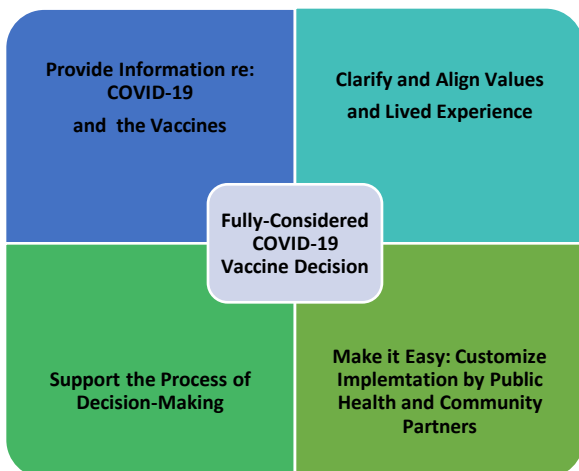 Provide Information re:
COVID-19
and the Vaccines
Clarify and Align Values
and Lived Experience
Fully-Considered
COVID-19
Vaccine Decision
Support the Process of
Decision-Making
Make it Easy: Customize
Implemtation by Public
Health and Community
Partners